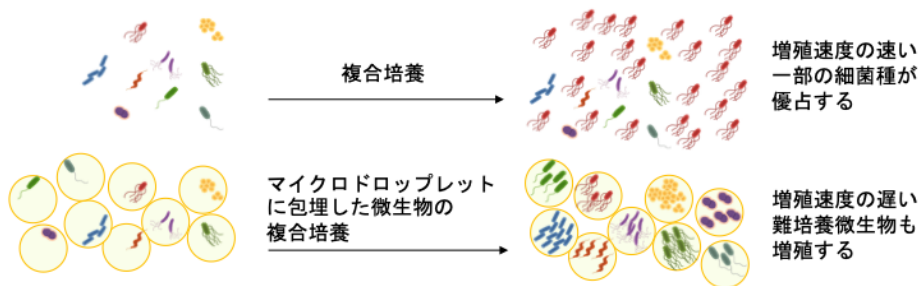 複合培養
増殖速度の速い
一部の細菌種が
優占する
マイクロドロップレット
に包埋した微生物の
複合培養
増殖速度の遅い
難培養微生物も
増殖する